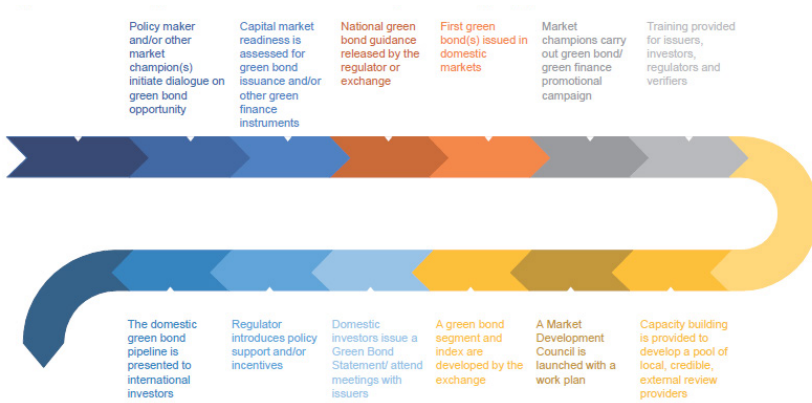 Policy maker
and/or other
market
champion(s)
initiate dialogue on
green bond
opportunity
Capital market
readiness is
assessed for
green bond
issuance and/or
other green
finance
instruments
National green
bond guidance
released by the
regulator or
exchange
First green
bond(s) issued in
domestic
markets
Market
champions carry
out green bond/
green finance
promotional
campaign
Training provided
for issuers,
investors,
regulators and
verifiers
The domestic
green bond
pipeline is
presented to
international
investors
Regulator
introduces policy
support and/or
incentives
Domestic
investors issue a
Green Bond
Statement/ attend
meetings with
issuers
A green bond
segment and
index are
developed by the
exchange
A Market
Development
Council is
launched with a
work plan
Capacity building
is provided to
develop a pool of
local, credible,
external review
providers